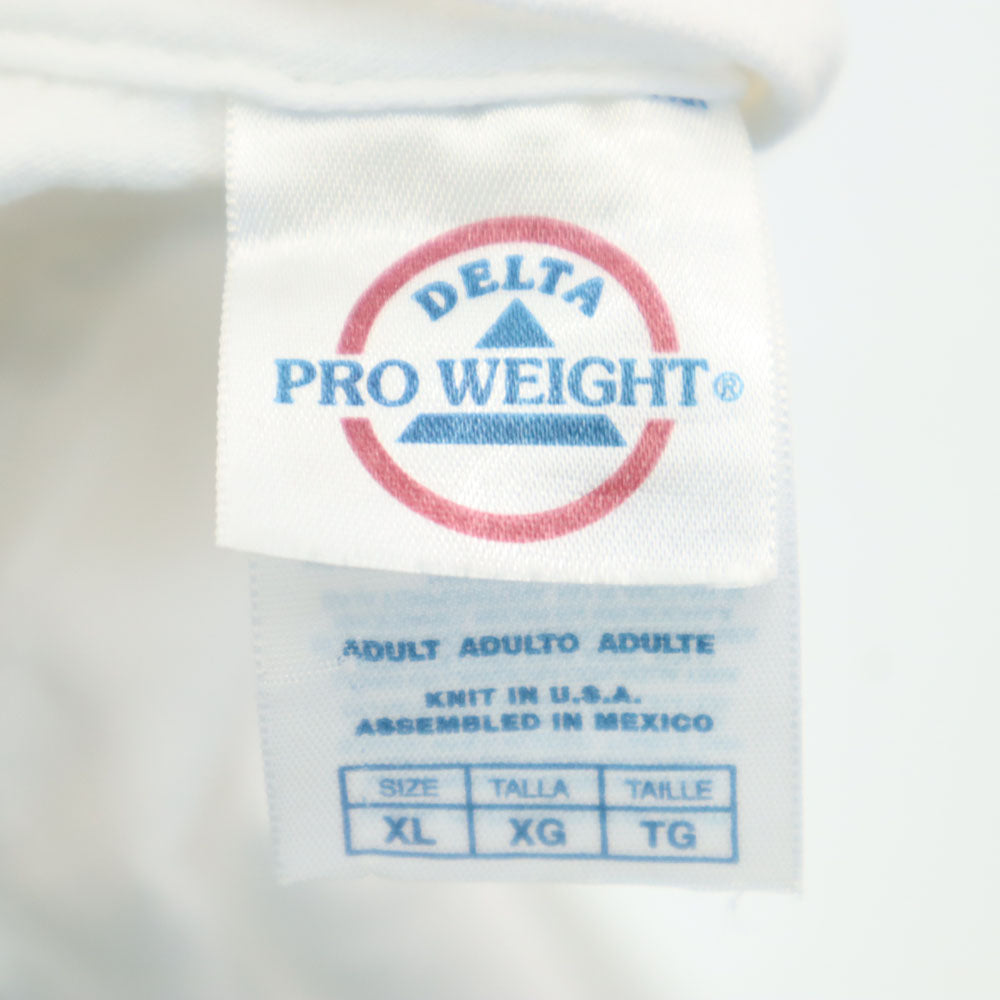 DELTA
PRO WEIGHT®
ADULT ADULTO ADULTE
KNIT IN U.S.A.
ASSEMBLED IN MEXICO
SIZE TALLA TAILLE
XL XG TG